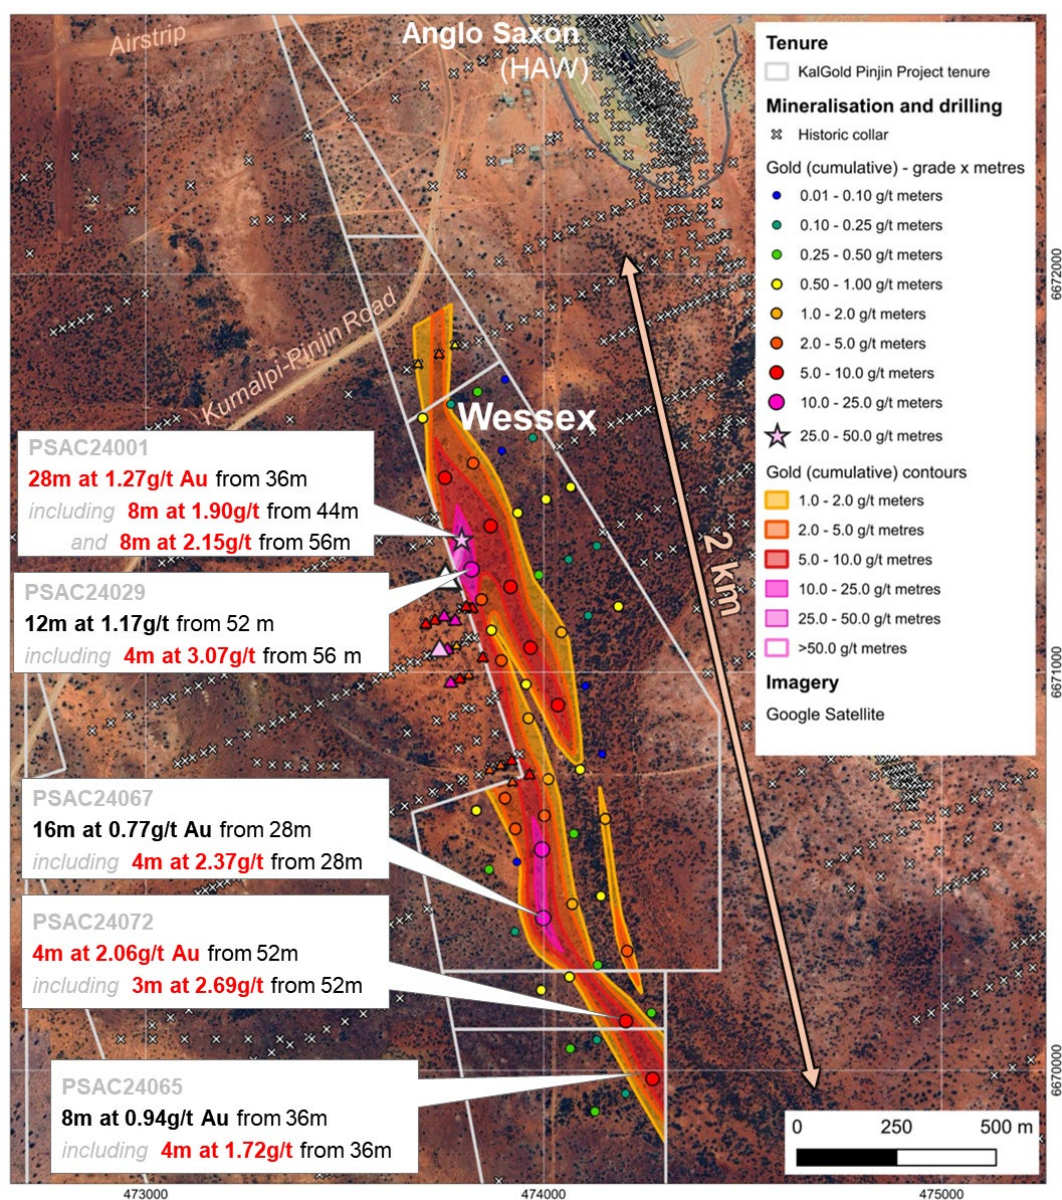 Airstrip
Anglo Saxon
(HAW)
Kurnalpi-Pinjin Road
Wessex
2 km
PSAC24001
28m at 1.27g/t Au from 36m
including 8m at 1.90g/t from 44m
and 8m at 2.15g/t from 56m
PSAC24029
12m at 1.17g/t from 52 m
including 4m at 3.07g/t from 56 m
PSAC24067
16m at 0.77g/t Au from 28m
including 4m at 2.37g/t from 28m
PSAC24072
4m at 2.06g/t Au from 52m
including 3m at 2.69g/t from 52m
PSAC24065
8m at 0.94g/t Au from 36m
including 4m at 1.72g/t from 36m
Tenure
KalGold Pinjin Project tenure
Mineralisation and drilling
Historic collar
Gold (cumulative) - grade x metres
0.01 - 0.10 g/t meters
0.10 - 0.25 g/t meters
0.25 - 0.50 g/t meters
0.50 - 1.00 g/t meters
1.0 - 2.0 g/t meters
2.0 - 5.0 g/t meters
5.0 - 10.0 g/t meters
10.0 - 25.0 g/t meters
25.0 - 50.0 g/t metres
Gold (cumulative) contours
1.0 - 2.0 g/t meters
2.0 - 5.0 g/t metres
5.0 - 10.0 g/t metres
10.0 - 25.0 g/t metres
25.0 - 50.0 g/t metres
>50.0 g/t metres
Imagery
Google Satellite
6672000
6671000
6670000
0 250 500 m
473000 474000 475000